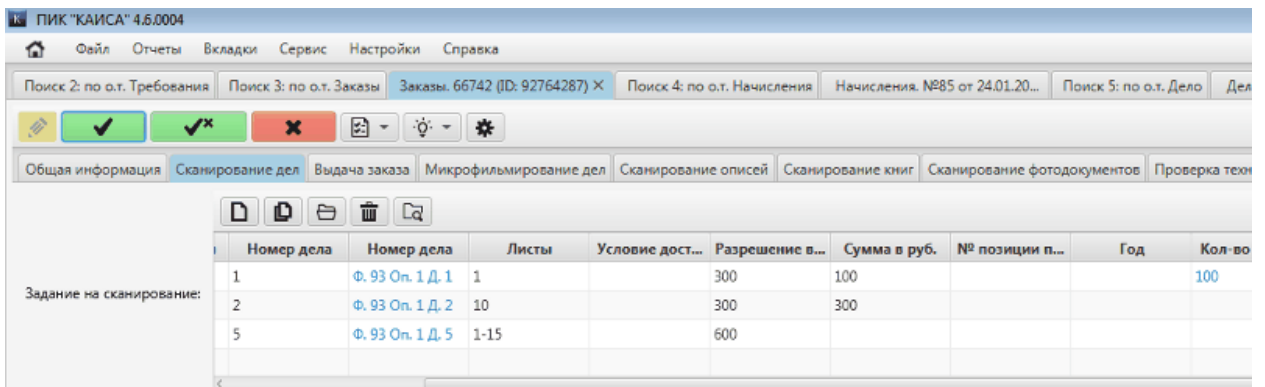 ПИК "КАИСА" 4.6.0004
Файл Отчеты Вкладки Сервис Настройки Справка
Поиск 2: по о.т. Требования Поиск 3: по о.т. Заказы Заказы. 66742 (ID: 92764287) Поиск 4: по о.т. Начисления Начисления. №85 от 24.01.20... Поиск 5: по о.т. Дело Дел
Общая информация Сканирование дел Выдача заказа Микрофильмирование дел Сканирование описей Сканирование книг Сканирование фотодокументов Проверка техн
Номер дела Номер дела Листы Условие дост... Разрешение в... Сумма в руб. № позиции п... Год Кол-во
1 Ф. 93 Оп. 1 Д. 1 1 300 100 100
Задание на сканирование:
2 Ф. 93 Оп. 1 Д. 2 10 300 300
5 Ф. 93 Оп. 1 Д. 5 1-15 600